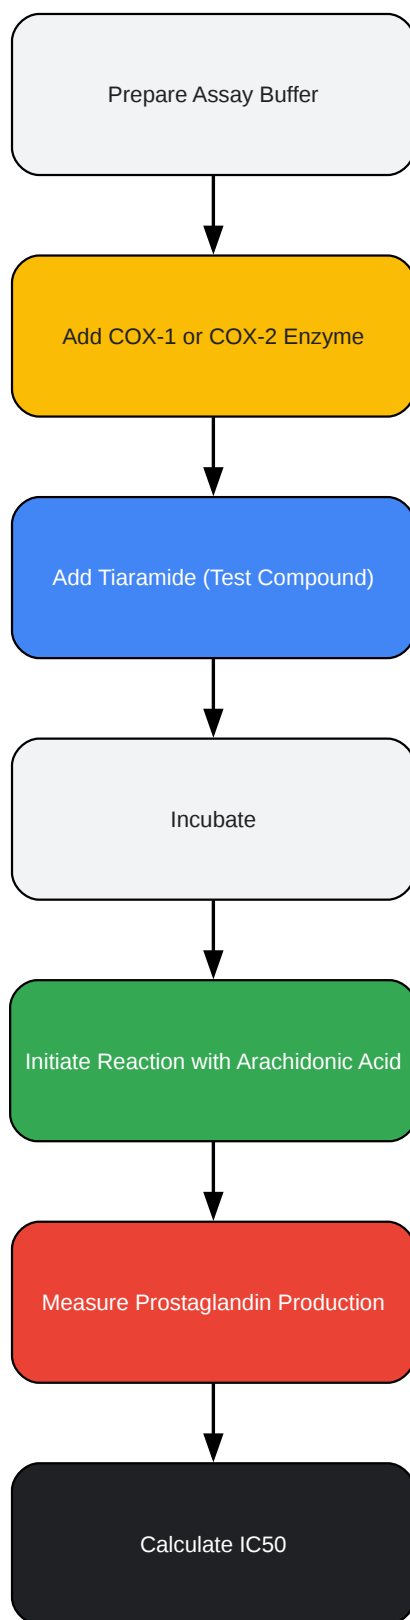 Prepare Assay Buffer
Add COX-1 or COX-2 Enzyme
Add Tiaramide (Test Compound)
Incubate
Initiate Reaction with Arachidonic Acid
Measure Prostaglandin Production
Calculate IC50